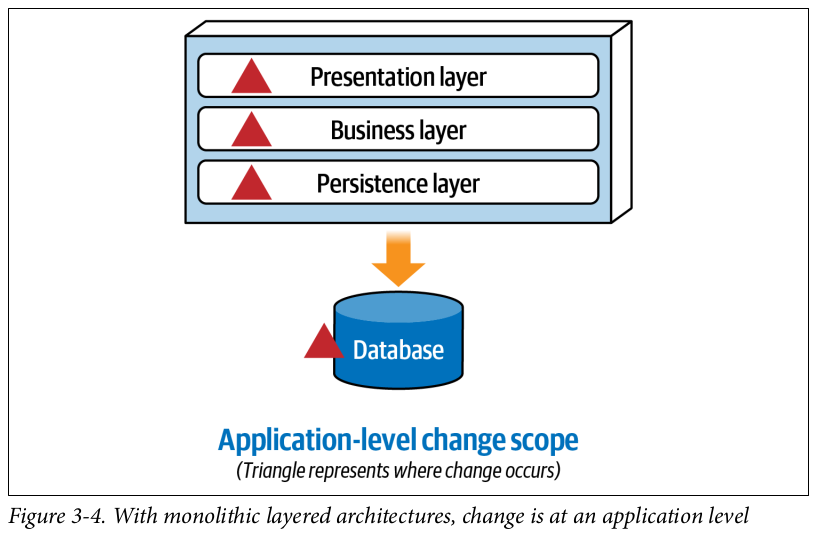 Presentation layer
Business layer
Persistence layer
Database
Application-level change scope
(Triangle represents where change occurs)
Figure 3-4. With monolithic layered architectures, change is at an application level